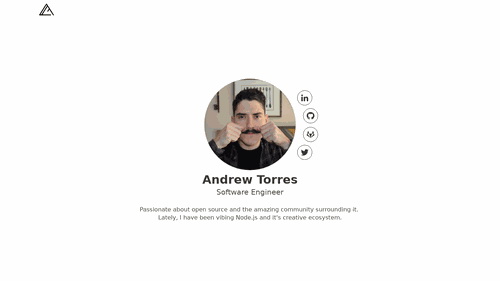 Andrew Torres
Software Engineer
Passionate about open source and the amazing community surrounding it.
Lately, I have been vibing Node.js and it's creative ecosystem.